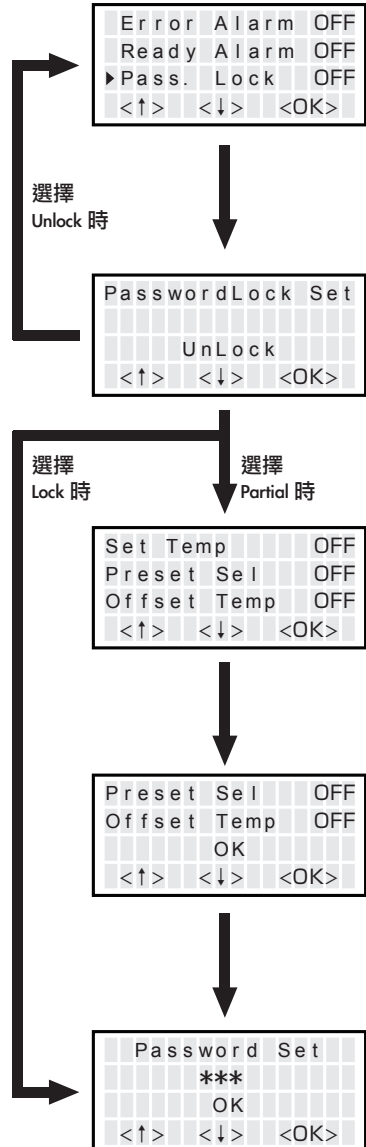 Error Alarm OFF
Ready Alarm OFF
▶Pass. Lock OFF
<↑> <↓> <OK>
選擇
Unlock 時
PasswordLock Set
UnLock
<↑> <↓> <OK>
選擇
Lock 時
選擇
Partial 時
Set Temp OFF
Preset Sel OFF
Offset Temp OFF
<↑> <↓> <OK>
Preset Sel OFF
Offset Temp OFF
OK
<↑> <↓> <OK>
Password Set
***
OK
<↑> <↓> <OK>